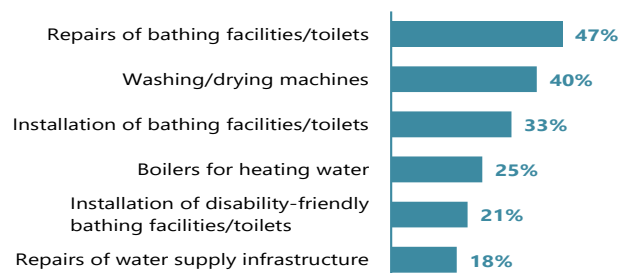 Repairs of bathing facilities/toilets 47%
Washing/drying machines 40%
Installation of bathing facilities/toilets 33%
Boilers for heating water 25%
Installation of disability-friendly
bathing facilities/toilets 21%
Repairs of water supply infrastructure 18%